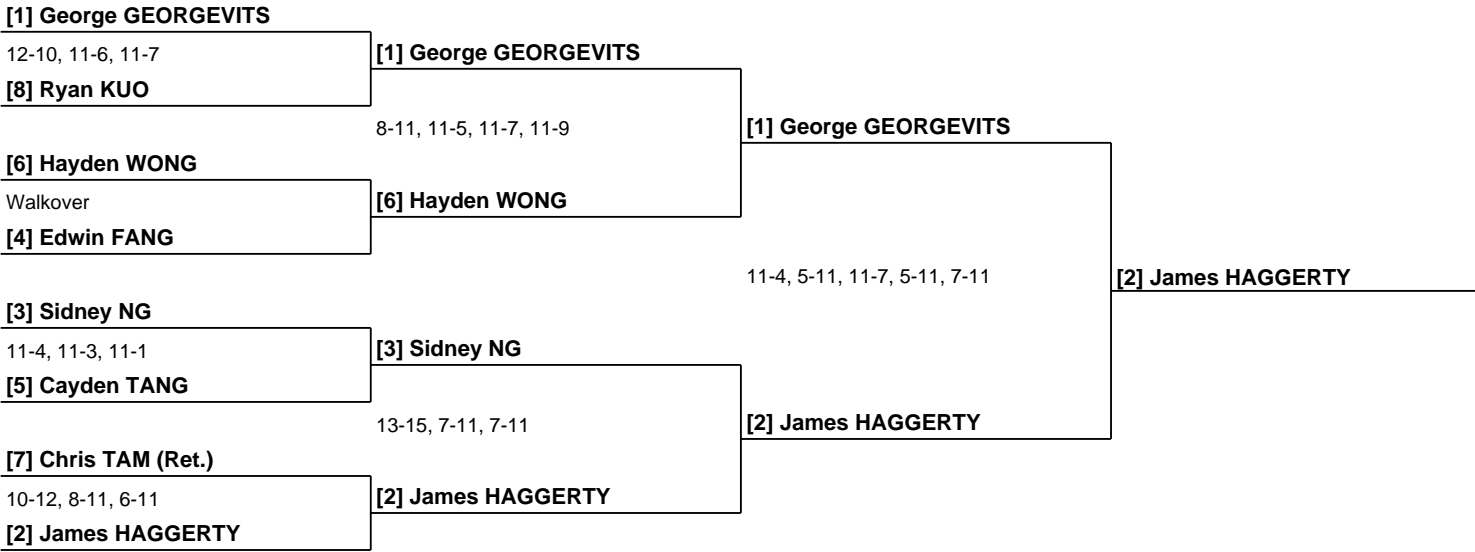 [1] George GEORGEVITS
12-10, 11-6, 11-7
[1] George GEORGEVITS
[8] Ryan KUO
8-11, 11-5, 11-7, 11-9
[1] George GEORGEVITS
[6] Hayden WONG
Walkover
[6] Hayden WONG
[4] Edwin FANG
11-4, 5-11, 11-7, 5-11, 7-11
[2] James HAGGERTY
[3] Sidney NG
11-4, 11-3, 11-1
[3] Sidney NG
[5] Cayden TANG
13-15, 7-11, 7-11
[2] James HAGGERTY
[7] Chris TAM (Ret.)
10-12, 8-11, 6-11
[2] James HAGGERTY
[2] James HAGGERTY